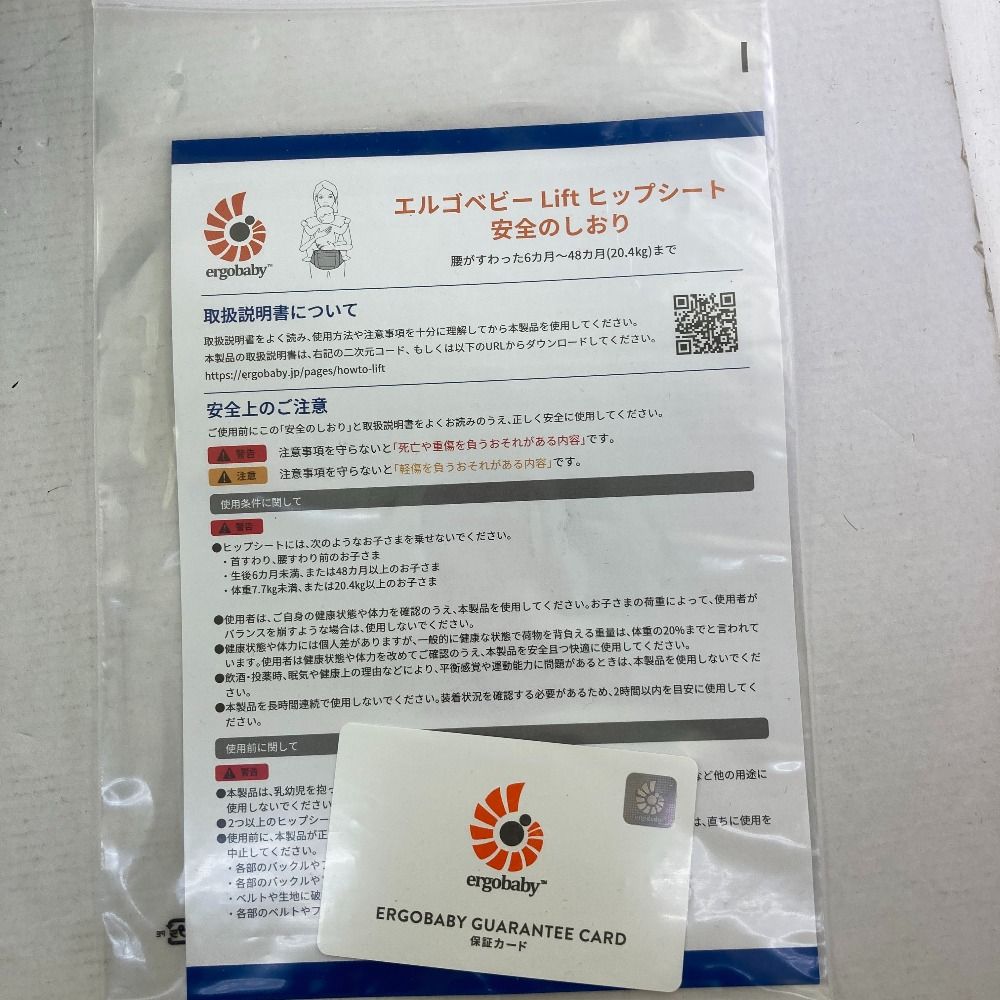 ergobaby™
エルゴベビー Lift ヒップシート
安全のしおり
腰がすわった6カ月〜48カ月(20.4kg)まで
取扱説明書について
取扱説明書をよく読み、使用方法や注意事項を十分に理解してから本製品を使用してください。
本製品の取扱説明書は、右記の二次元コード、もしくは以下のURLからダウンロードしてください。
https://ergobaby.jp/pages/howto-lift
安全上のご注意
ご使用前にこの「安全のしおり」と取扱説明書をよくお読みのうえ、正しく安全に使用してください。
警告 注意事項を守らないと「死亡や重傷を負うおそれがある内容」です。
注意 注意事項を守らないと「軽傷を負うおそれがある内容」です。
使用条件に関して
警告
●ヒップシートには、次のようなお子さまを乗せないでください。
・首すわり、腰すわり前のお子さま
・生後6カ月未満、または48カ月以上のお子さま
・体重7.7kg未満、または20.4kg以上のお子さま
●使用者は、ご自身の健康状態や体力を確認のうえ、本製品を使用してください。お子さまの荷重によって、使用者が
バランスを崩すような場合は、使用しないでください。
●健康状態や体力には個人差がありますが、一般的に健康な状態で荷物を背負える重量は、体重の20%までと言われて
います。使用者は健康状態や体力を改めてご確認のうえ、本製品を安全且つ快適に使用してください。
●飲酒・投薬時、眠気や健康上の理由などにより、平衡感覚や運動能力に問題があるときは、本製品を使用しないでくだ
さい。
●本製品を長時間連続で使用しないでください。装着状況を確認する必要があるため、2時間以内を目安に使用してく
ださい。
使用前に関して
警告
●本製品は、乳幼児を抱っ
など他の用途に
使用しないでください
●2つ以上のヒップシー
●使用前に、本製品が正
は、直ちに使用を
中止してください。
・各部のバックルや
・各部のバックルや
・ベルトや生地に破
・各部のベルトやフ
ergobaby
ergobaby™
ERGOBABY GUARANTEE CARD
保証カード